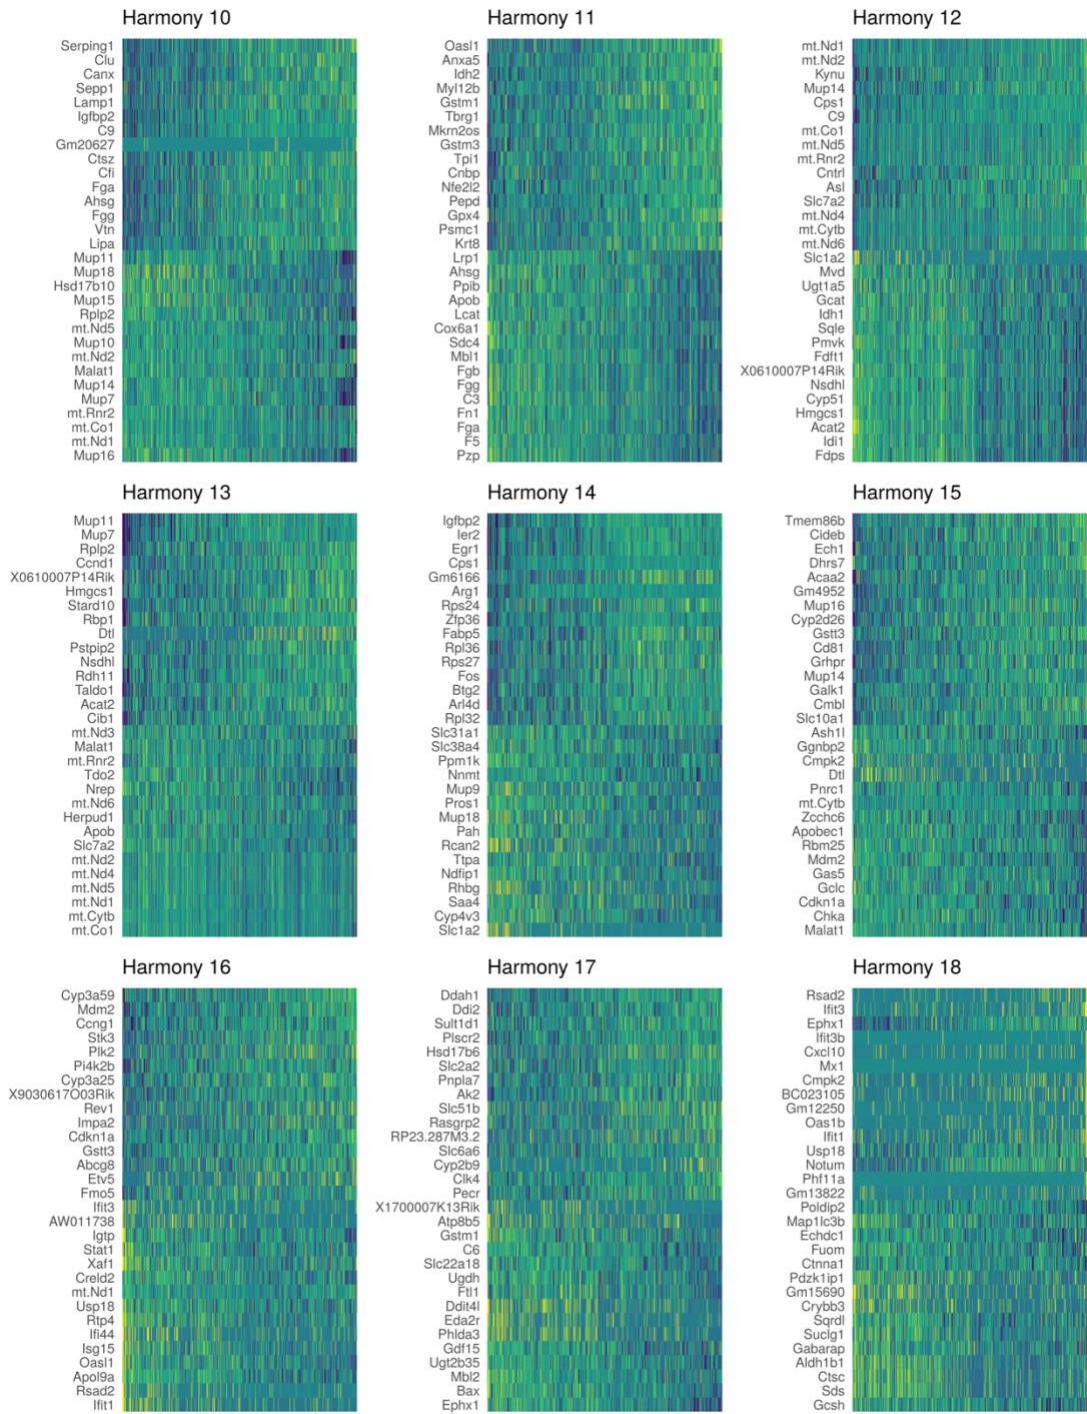 Harmony 10
Serping1
Clu
Canx
Sepp1
Lamp1
Igfbp2
C9
Gm20627
Ctsz
Cfi
Fga
Ahsg
Fgg
Vtn
Lipa
Mup11
Mup18
Hsd17b10
Mup15
Rplp2
mt.Nd5
Mup10
mt.Nd2
Malat1
Mup14
Mup7
mt.Rnr2
mt.Co1
mt.Nd1
Mup16
Harmony 11
Oasl1
Anxa5
Idh2
Myl12b
Gstm1
Tbrg1
Mkrn2os
Gstm3
Tpi1
Cnbp
Nfe2l2
Pepd
Gpx4
Psmc1
Krt8
Lrp1
Ahsg
Ppib
Apob
Lcat
Cox6a1
Sdc4
Mbl1
Fgb
Fgg
C3
Fn1
Fga
F5
Pzp
Harmony 12
mt.Nd1
mt.Nd2
Kynu
Mup14
Cps1
C9
mt.Co1
mt.Nd5
mt.Rnr2
Cntrl
Asl
Slc7a2
mt.Nd4
mt.Cytb
mt.Nd6
Slc1a2
Mvd
Ugt1a5
Gcat
Idh1
Sqle
Pmvk
Fdft1
X0610007P14Rik
Nsdhl
Cyp51
Hmgcs1
Acat2
Idi1
Fdps
Harmony 13
Mup11
Mup7
Rplp2
Ccnd1
X0610007P14Rik
Hmgcs1
Stard10
Rbp1
Dtl
Pstpip2
Nsdhl
Rdh11
Taldo1
Acat2
Cib1
mt.Nd3
Malat1
mt.Rnr2
Tdo2
Nrep
mt.Nd6
Herpud1
Apob
Slc7a2
mt.Nd2
mt.Nd4
mt.Nd5
mt.Nd1
mt.Cytb
mt.Co1
Harmony 14
Igfbp2
Ier2
Egr1
Cps1
Gm6166
Arg1
Rps24
Zfp36
Fabp5
Rpl36
Rps27
Fos
Btg2
Arl4d
Rpl32
Slc31a1
Slc38a4
Ppm1k
Nnmt
Mup9
Pros1
Mup18
Pah
Rcan2
Ttpa
Ndfip1
Rhbg
Saa4
Cyp4v3
Slc1a2
Harmony 15
Tmem86b
Cideb
Ech1
Dhrs7
Acaa2
Gm4952
Mup16
Cyp2d26
Gstt3
Cd81
Grhpr
Mup14
Galk1
Cmbl
Slc10a1
Ash1l
Ggnbp2
Cmpk2
Dtl
Pnrc1
mt.Cytb
Zcchc6
Apobec1
Rbm25
Mdm2
Gas5
Gclc
Cdkn1a
Chka
Malat1
Harmony 16
Cyp3a59
Mdm2
Ccng1
Stk3
Plk2
Pi4k2b
Cyp3a25
X9030617O03Rik
Rev1
Impa2
Cdkn1a
Gstt3
Abcg8
Etv5
Fmo5
Ifit3
AW011738
Igtp
Stat1
Xaf1
Creld2
mt.Nd1
Usp18
Rtp4
Ifi44
Isg15
Oasl1
Apol9a
Rsad2
Ifit1
Harmony 17
Ddah1
Ddi2
Sult1d1
Plscr2
Hsd17b6
Slc2a2
Pnpla7
Ak2
Slc51b
Rasgrp2
RP23.287M3.2
Slc6a6
Cyp2b9
Clk4
Pecr
X1700007K13Rik
Atp8b5
Gstm1
C6
Slc22a18
Ugdh
Ftl1
Ddit4l
Eda2r
Phlda3
Gdf15
Ugt2b35
Mbl2
Bax
Ephx1
Harmony 18
Rsad2
Ifit3
Ephx1
Ifit3b
Cxcl10
Mx1
Cmpk2
BC023105
Gm12250
Oas1b
Ifit1
Usp18
Notum
Phf11a
Gm13822
Poldip2
Map1lc3b
Echdc1
Fuom
Ctnna1
Pdzk1ip1
Gm15690
Crybb3
Sqrdl
Suclg1
Gabarap
Aldh1b1
Ctsc
Sds
Gcsh